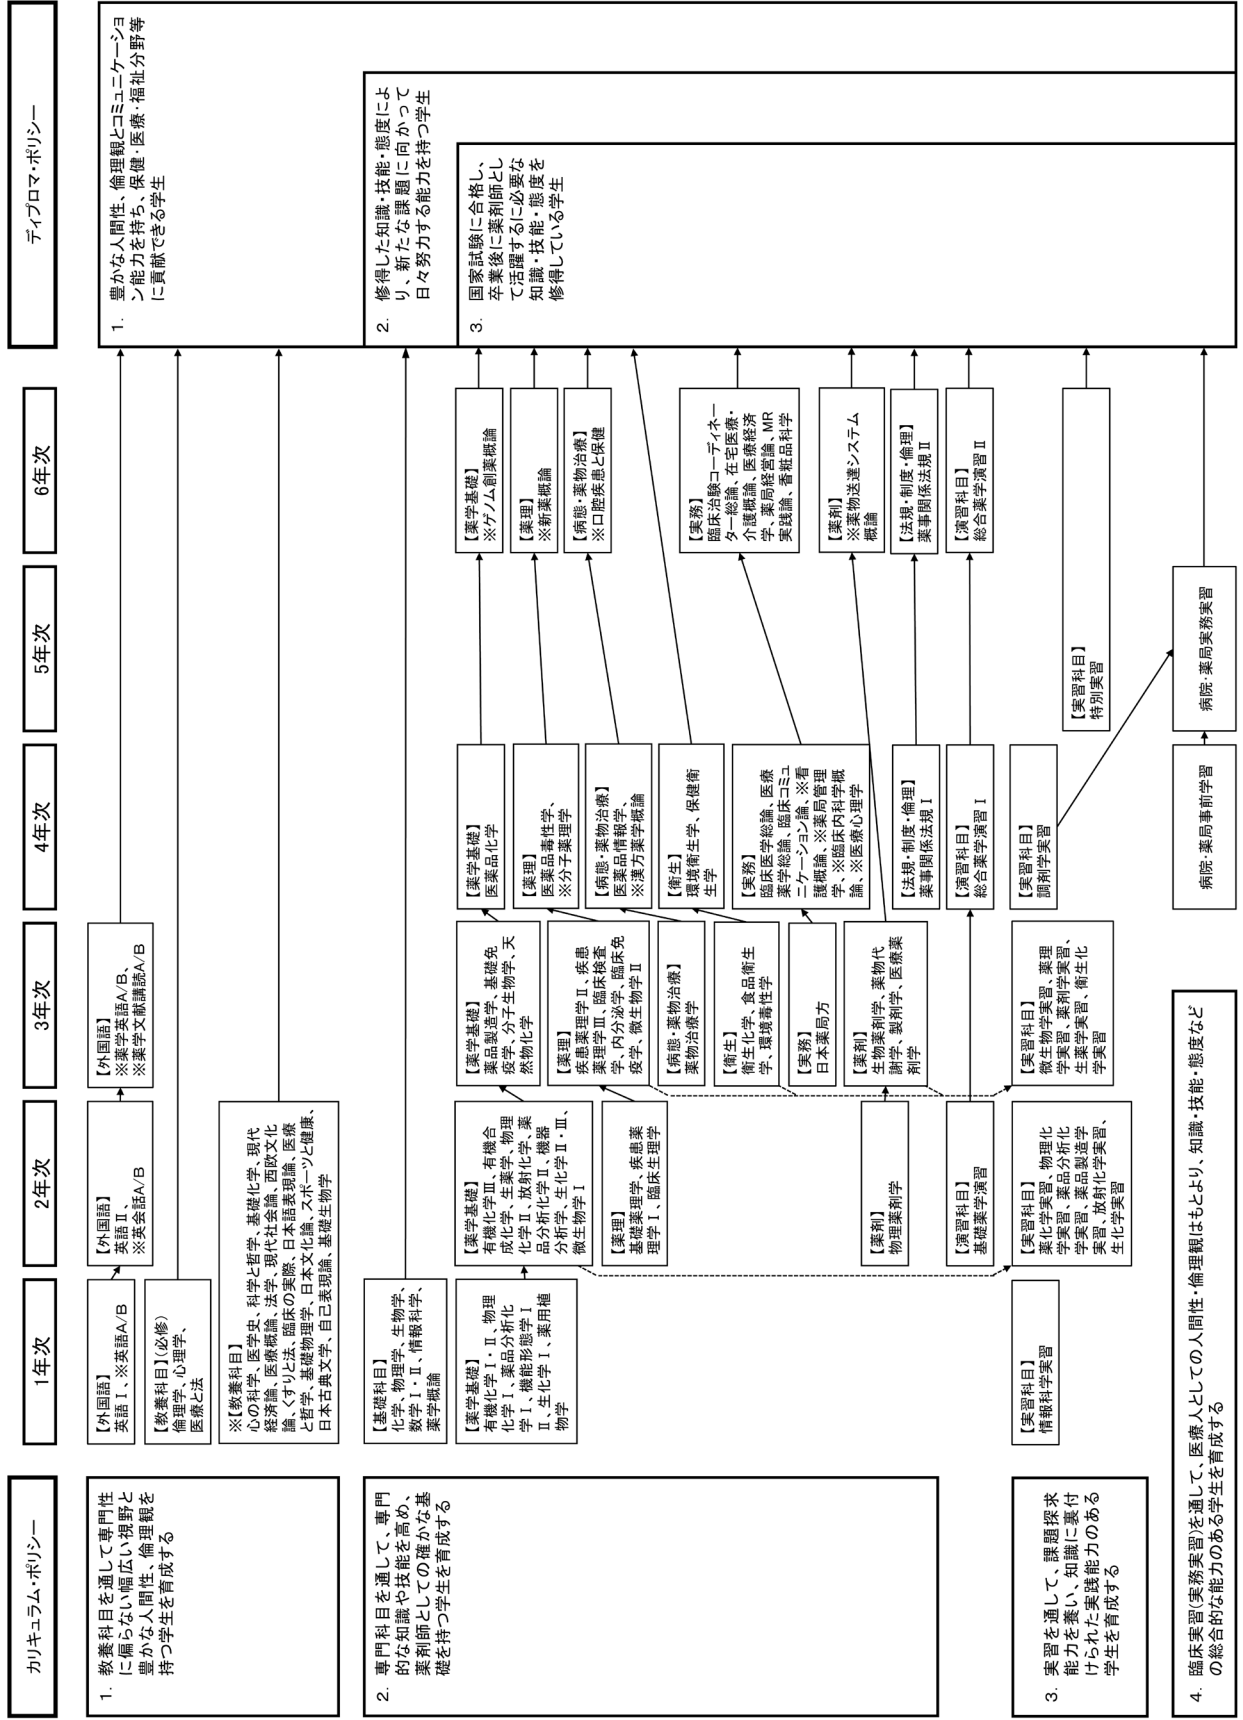 カリキュラム・ポリシー
1年次
2年次
3年次
4年次
5年次
6年次
ディプロマ・ポリシー
1. 教養科目を通して専門性
に偏らない幅広い視野と
豊かな人間性、倫理観を
持つ学生を育成する
【外国語】
英語Ⅰ、※英語A/B
【外国語】
英語Ⅱ、
※英会話A/B
【外国語】
※薬学英語A/B、
※薬学文献講読A/B
【教養科目】(必修)
倫理学、心理学、
医療と法
※【教養科目】
心の科学、医学史、科学と哲学、基礎化学、現代
経済論、医療概論、法学、現代社会論、西欧文化
論、くすりと法、臨床の実際、日本語表現論、医療
と哲学、基礎物理学、日本文化論、スポーツと健康、
日本古典文学、自己表現論、基礎生物学
1. 豊かな人間性、倫理観とコミュニケーショ
ン能力を持ち、保健・医療・福祉分野等
に貢献できる学生
2. 専門科目を通して、専門
的な知識や技能を高め、
薬剤師としての確かな基
礎を持つ学生を育成する
【基礎科目】
化学、物理学、生物学、
数学Ⅰ・Ⅱ、情報科学、
薬学概論
2. 修得した知識・技能・態度によ
り、新たな課題に向かって
日々努力する能力を持つ学生
【薬学基礎】
有機化学Ⅰ・Ⅱ、物理
化学Ⅰ、薬品分析化
学Ⅰ、機能形態学Ⅰ
Ⅱ、生化学Ⅰ、薬用植
物学
【薬学基礎】
有機化学Ⅲ、有機合
成化学、生薬学、物理
化学Ⅱ、放射化学、薬
品分析化学Ⅱ、機器
分析学、生化学Ⅱ・Ⅲ、
微生物学Ⅰ
【薬学基礎】
薬品製造学、基礎免
疫学、分子生物学、天
然物化学
【薬学基礎】
医薬品化学
【薬学基礎】
※ゲノム創薬概論
【薬理】
基礎薬理学、疾患薬
理学Ⅰ、臨床生理学
【薬理】
疾患薬理学Ⅱ、疾患
薬理学Ⅲ、臨床検査
学、内分泌学、臨床免
疫学、微生物学Ⅱ
【薬理】
医薬品毒性学、
※分子薬理学
【薬理】
※新薬概論
【病態・薬物治療】
薬物治療学
【病態・薬物治療】
医薬品情報学、
※漢方薬学概論
【病態・薬物治療】
※口腔疾患と保健
【衛生】
衛生化学、食品衛生
学、環境毒性学
【衛生】
環境衛生学、保健衛
生学
【実務】
日本薬局方
【実務】
臨床医学総論、医療
薬学総論、臨床コミュ
ニケーション論、※看
護概論、※薬局管理
学、※臨床内科学概
論、※医療心理学
【実務】
臨床治験コーディネー
ター総論、在宅医療・
介護概論、医療経済
学、薬局経営論、MR
実践論、香粧品科学
【薬剤】
物理薬剤学
【薬剤】
生物薬剤学、薬物代
謝学、製剤学、医療薬
剤学
【薬剤】
※薬物送達システム
概論
【法規・制度・倫理】
薬事関係法規Ⅰ
【法規・制度・倫理】
薬事関係法規Ⅱ
【演習科目】
基礎薬学演習
【演習科目】
総合薬学演習Ⅰ
【演習科目】
総合薬学演習Ⅱ
3. 国家試験に合格し、
卒業後に薬剤師とし
て活躍するに必要な
知識・技能・態度を
修得している学生
3. 実習を通して、課題探求
能力を養い、知識に裏付
けられた実践能力のある
学生を育成する
【実習科目】
情報科学実習
【実習科目】
薬化学実習、物理化
学実習、薬品分析化
学実習、薬品製造学
実習、放射化学実習、
生化学実習
【実習科目】
微生物学実習、薬理
学実習、薬剤学実習、
生薬学実習、衛生化
学実習
【実習科目】
調剤学実習
【実習科目】
特別実習
4. 臨床実習(実務実習)を通して、医療人としての人間性・倫理観はもとより、知識・技能・態度など
の総合的な能力のある学生を育成する
病院・薬局事前学習
病院・薬局実務実習